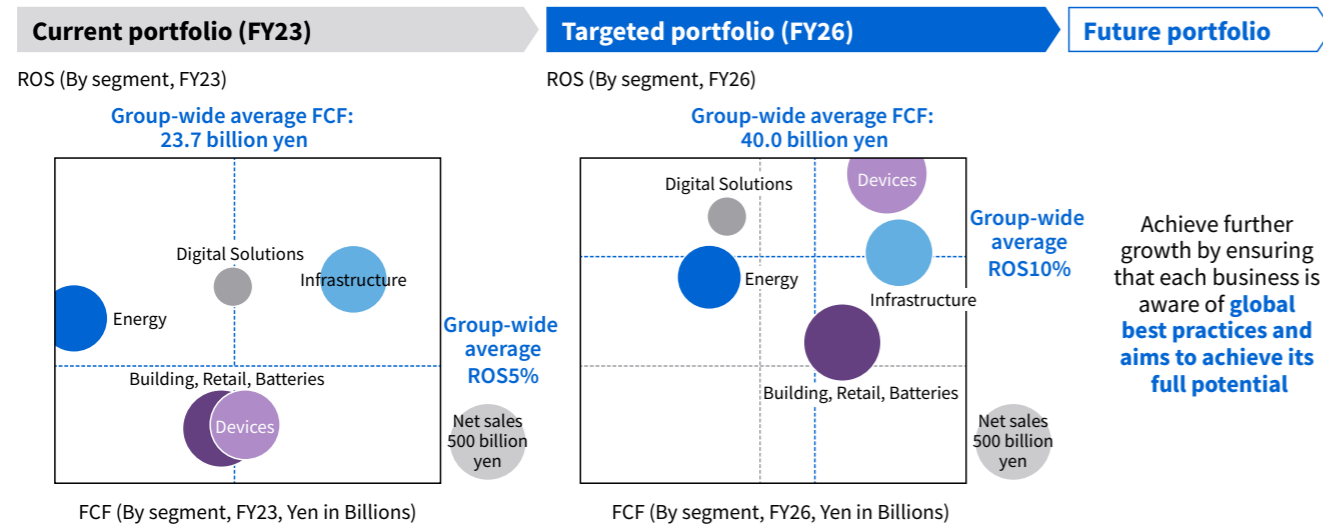 Current portfolio (FY23)
Targeted portfolio (FY26)
Future portfolio
ROS (By segment, FY23)
Group-wide average FCF:
23.7 billion yen
Digital Solutions
Infrastructure
Energy
Group-wide
average
ROS5%
Building, Retail, Batteries
Devices
Net sales
500 billion
yen
FCF (By segment, FY23, Yen in Billions)
ROS (By segment, FY26)
Group-wide average FCF:
40.0 billion yen
Digital Solutions
Devices
Group-wide
average
ROS10%
Energy
Infrastructure
Building, Retail, Batteries
Net sales
500 billion
yen
FCF (By segment, FY26, Yen in Billions)
Achieve further
growth by ensuring
that each business is
aware of global
best practices and
aims to achieve its
full potential